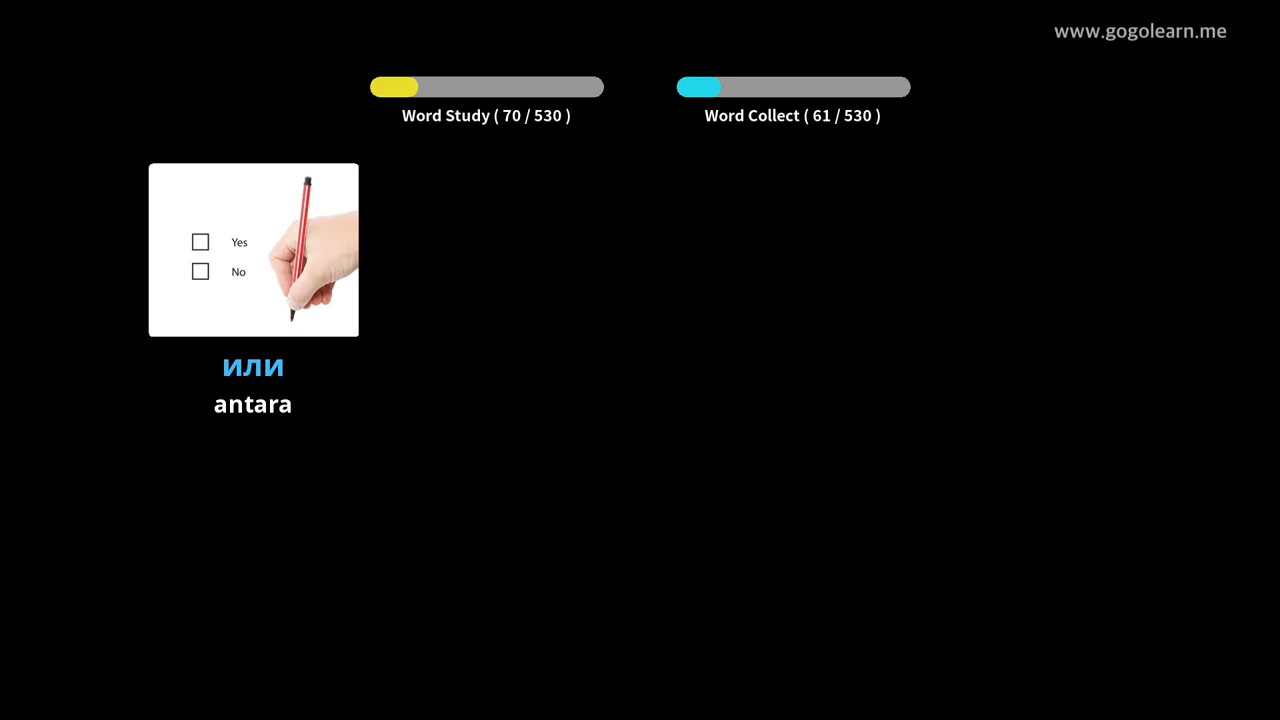 www.gogolearn.me
Word Study ( 70 / 530 )
Word Collect ( 61 / 530 )
Yes
No
или
antara